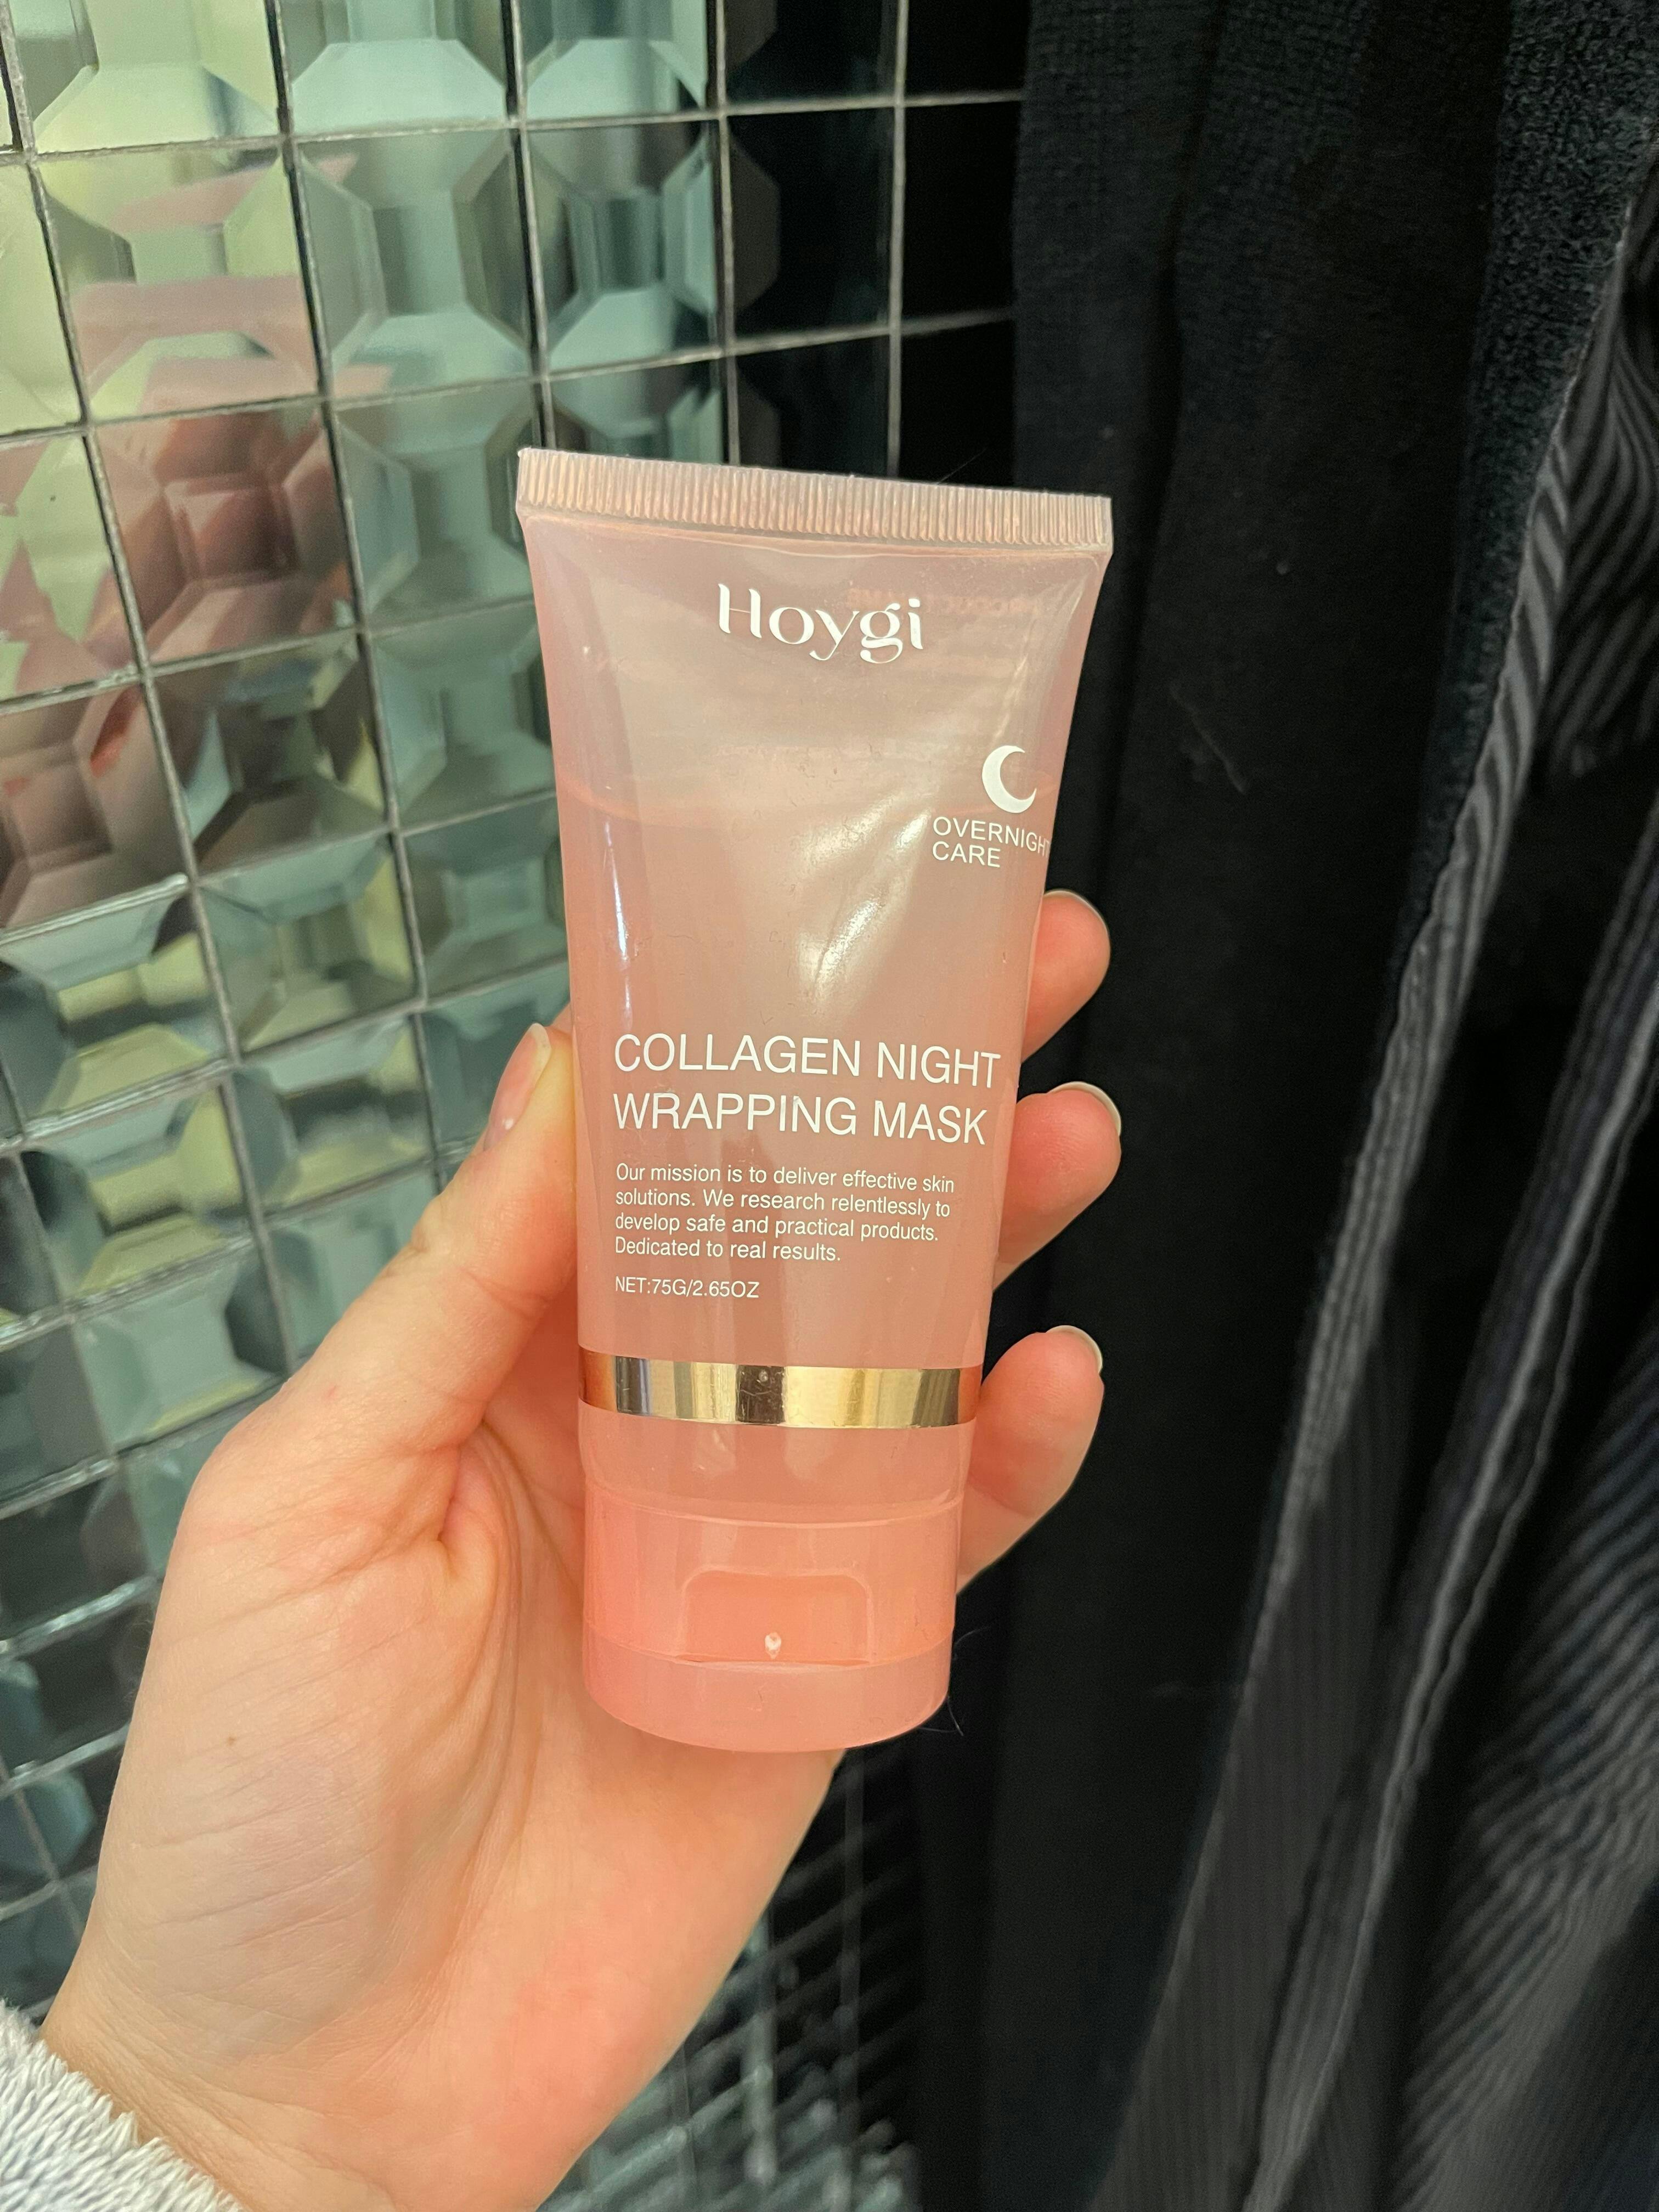 Hoygi
OVERNIGHT
CARE
COLLAGEN NIGHT
WRAPPING MASK
Our mission is to deliver effective skin
solutions. We research relentlessly to
develop safe and practical products.
Dedicated to real results.
NET:75G/2.65OZ